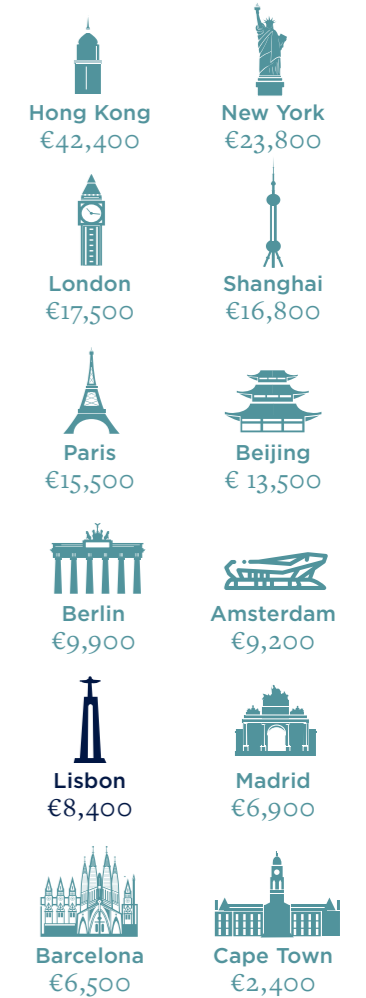 Hong Kong
€42,400
New York
€23,800
London
€17,500
Shanghai
€16,800
Paris
€15,500
Beijing
€ 13,500
Berlin
€9,900
Amsterdam
€9,200
Lisbon
€8,400
Madrid
€6,900
Barcelona
€6,500
Cape Town
€2,400